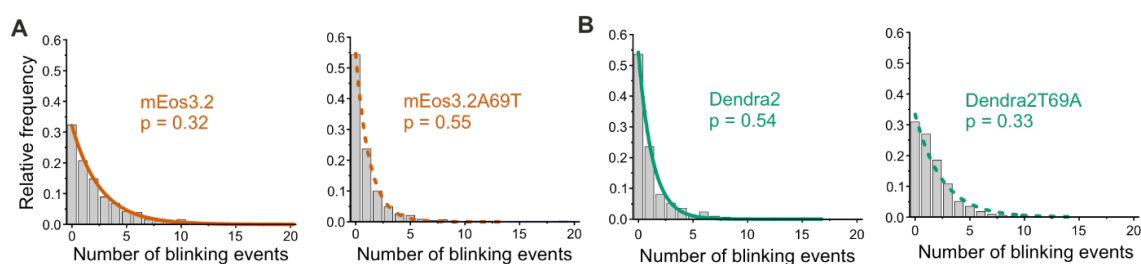 A
Relative frequency
0.6
0.5
0.4
0.3
0.2
0.1
0.0
mEos3.2
p = 0.32
0 5 10 15 20
Number of blinking events
0.6
0.5
0.4
0.3
0.2
0.1
0.0
mEos3.2A69T
p = 0.55
0 5 10 15 20
Number of blinking events
B
0.6
0.5
0.4
0.3
0.2
0.1
0.0
Dendra2
p = 0.54
0 5 10 15 20
Number of blinking events
0.6
0.5
0.4
0.3
0.2
0.1
0.0
Dendra2T69A
p = 0.33
0 5 10 15 20
Number of blinking events